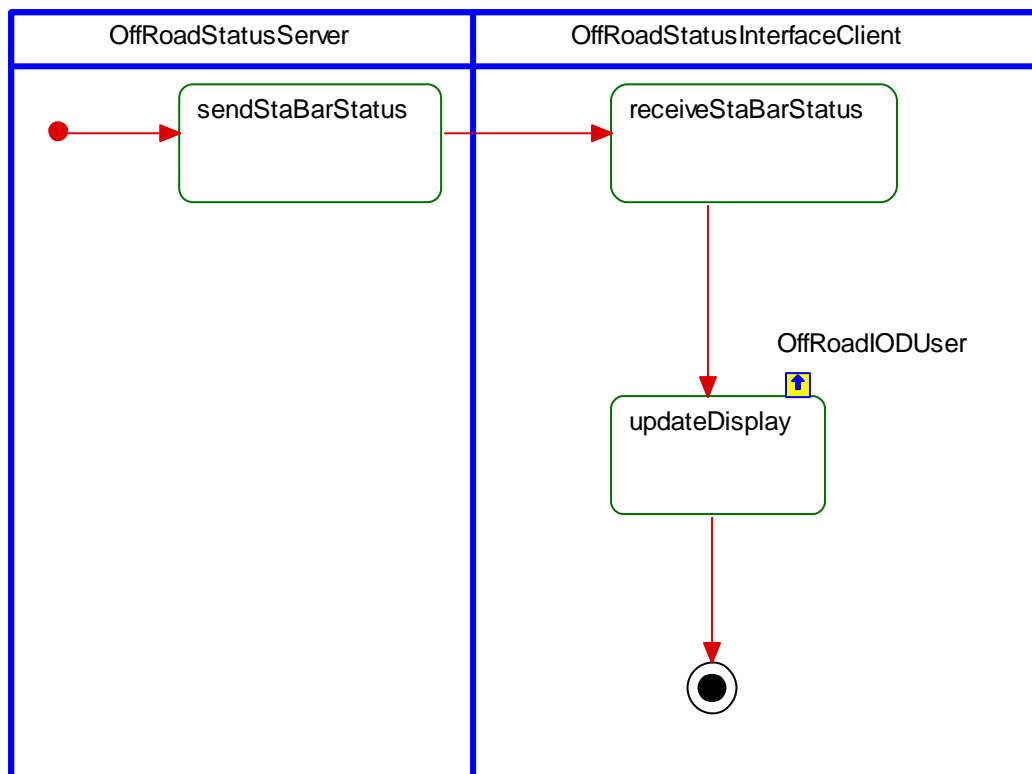 OffRoadStatusServer
OffRoadStatusInterfaceClient
sendStaBarStatus
receiveStaBarStatus
OffRoadIODUser
updateDisplay